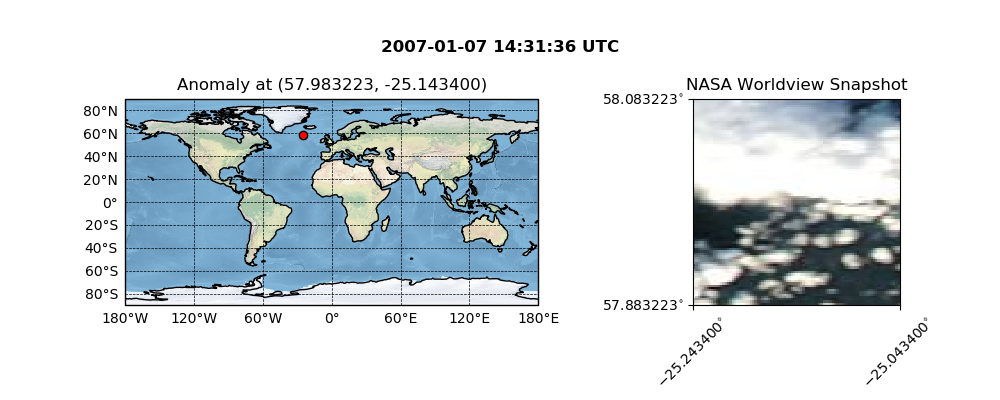 2007-01-07 14:31:36 UTC
Anomaly at (57.983223, -25.143400)
NASA Worldview Snapshot
80°N
60°N
40°N
20°N
0°
20°S
40°S
60°S
80°S
180°W 120°W 60°W 0° 60°E 120°E 180°E
58.083223°
57.883223°
−25.243400°
−25.043400°